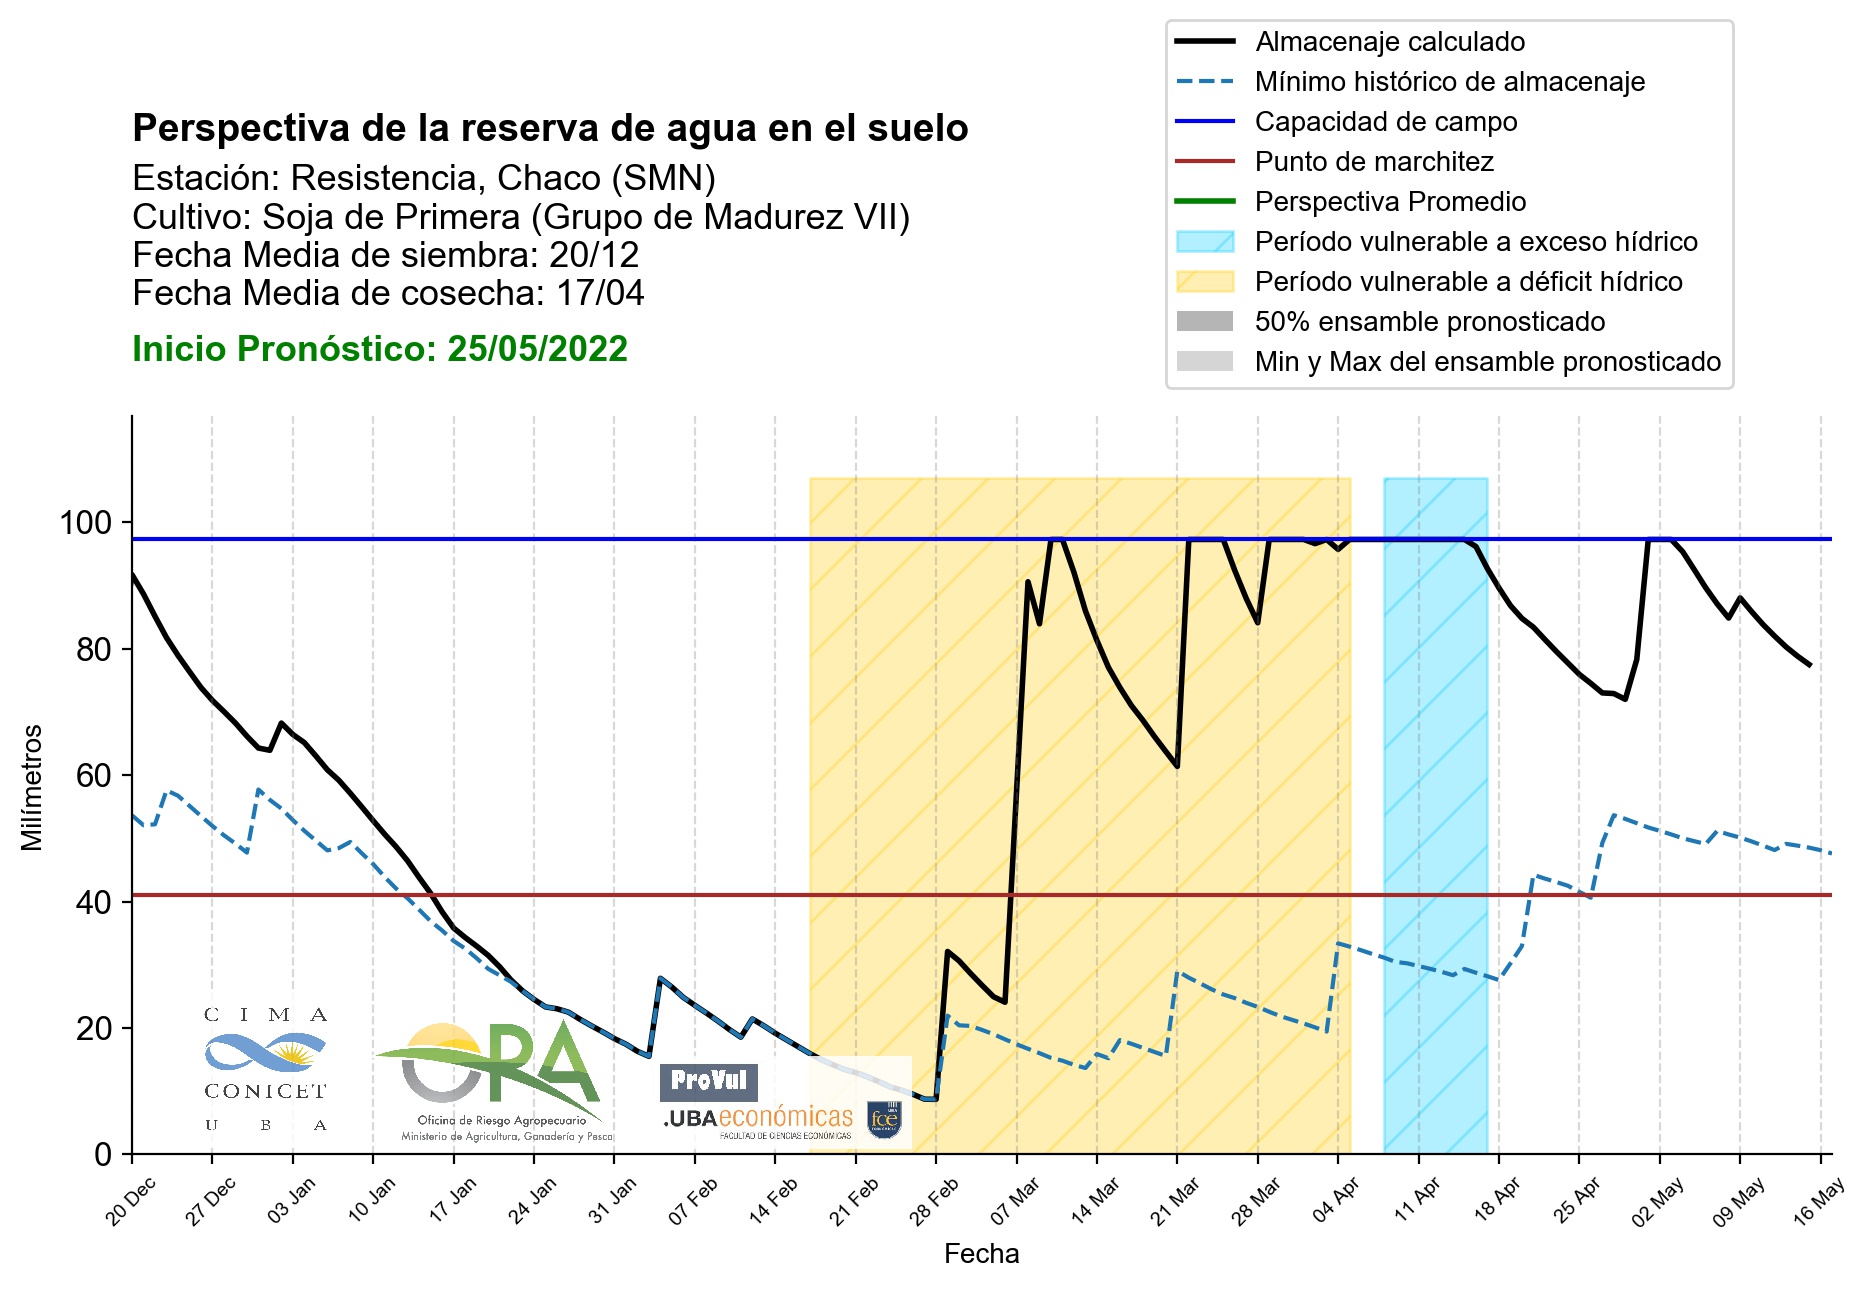 Almacenaje calculado
Mínimo histórico de almacenaje
Capacidad de campo
Punto de marchitez
Perspectiva Promedio
Período vulnerable a exceso hídrico
Período vulnerable a déficit hídrico
50% ensamble pronosticado
Min y Max del ensamble pronosticado
Perspectiva de la reserva de agua en el suelo
Estación: Resistencia, Chaco (SMN)
Cultivo: Soja de Primera (Grupo de Madurez VII)
Fecha Media de siembra: 20/12
Fecha Media de cosecha: 17/04
Inicio Pronóstico: 25/05/2022
100
80
60
40
20
0
Milímetros
C I M A
CONICET
U B A
ORA
Oficina de Riesgo Agropecuario
Ministerio de Agricultura, Ganadería y Pesca
ProVul
.UBAeconómicas
FACULTAD DE CIENCIAS ECONÓMICAS
UBA
fce
ECONÓMICAS
20 Dec
27 Dec
03 Jan
10 Jan
17 Jan
24 Jan
31 Jan
07 Feb
14 Feb
21 Feb
28 Feb
07 Mar
14 Mar
21 Mar
28 Mar
04 Apr
11 Apr
18 Apr
25 Apr
02 May
09 May
16 May
Fecha